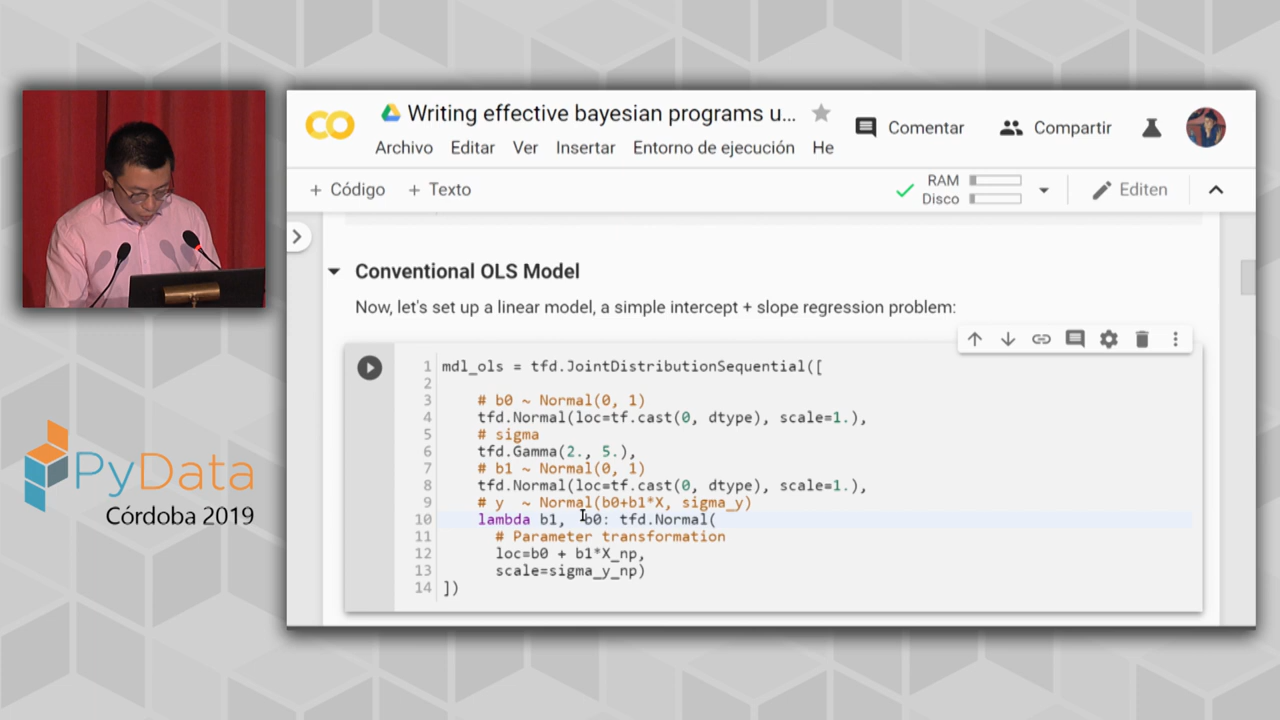 CO
Writing effective bayesian programs u...
Comentar
Compartir
Archivo Editar Ver Insertar Entorno de ejecución He
+ Código + Texto
RAM
Disco
Editen
Conventional OLS Model
Now, let's set up a linear model, a simple intercept + slope regression problem:
1 mdl_ols = tfd.JointDistributionSequential([
2
3 # b0 ~ Normal(0, 1)
4 tfd.Normal(loc=tf.cast(0, dtype), scale=1.),
5 # sigma
6 tfd.Gamma(2., 5.),
7 # b1 ~ Normal(0, 1)
8 tfd.Normal(loc=tf.cast(0, dtype), scale=1.),
9 # y ~ Normal(b0+b1*X, sigma_y)
10 lambda b1, b0: tfd.Normal(
11 # Parameter transformation
12 loc=b0 + b1*X_np,
13 scale=sigma_y_np)
14 ])
PyData
Córdoba 2019